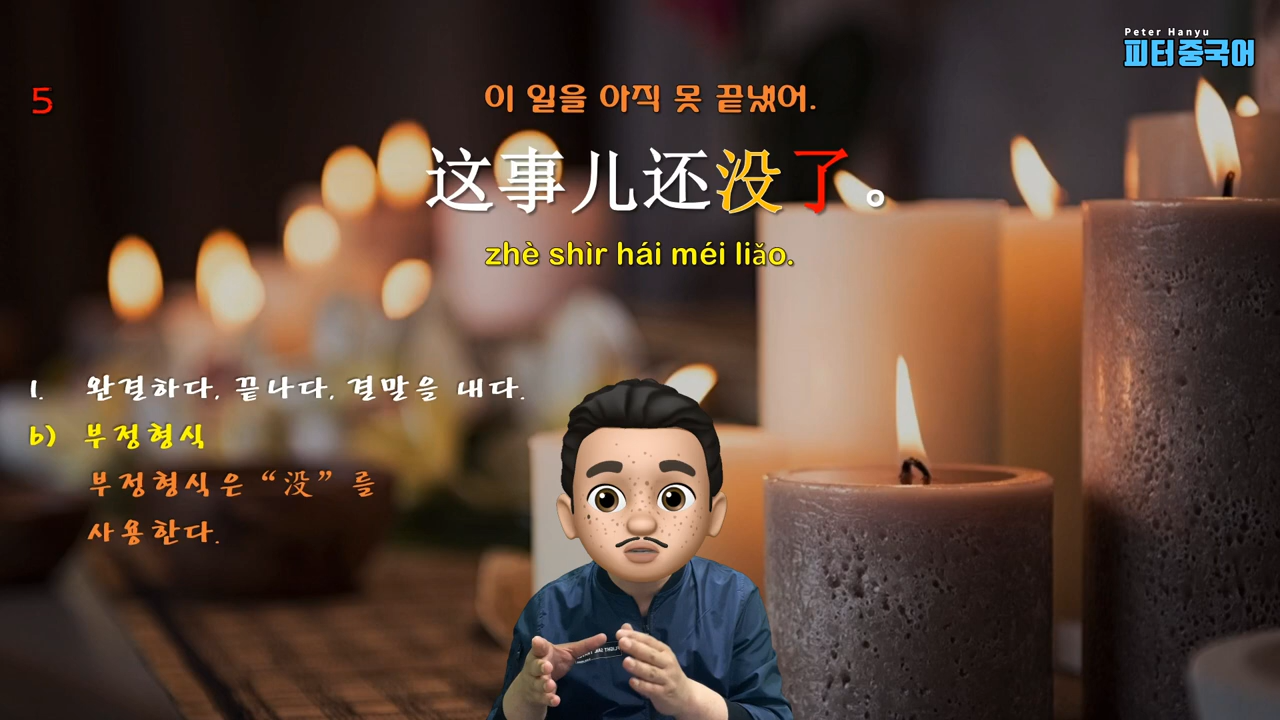 Peter Hanyu
피터 중국어
5
이 일을 아직 못 끝냈어.
这事儿还没了。
zhè shìr hái méi liǎo.
1. 완결하다, 끝나다, 결말을 내다.
b) 부정형식
부정형식은 “没” 를
사용한다.